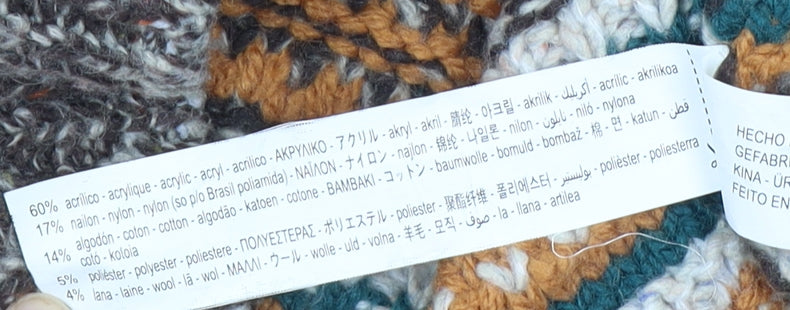 60% acrílico - acrylique - acrylic - acryl - acrilico - ΑΚΡΥΛΙΚΟ - アクリル - akryl - akril - 腈纶 - 아크릴 - akrilik - أكريليك - acrílic - akrilikoa
17% nailon - nylon - nylon (so p/o Brasil poliamida) - ΝΑΪΛΟΝ - ナイロン - najlon - 锦纶 - 나일론 - nilon - نايلون - niló - nylona
14% algodón - coton - cotton - algodão - katoen - cotone - ΒΑΜΒΑΚΙ - コットン - baumwolle - bomuld - bombaž - 棉 - 면 - katun - قطن -
cotó - kotoia
5% poliéster - polyester - poliestere - ΠΟΛΥΕΣΤΕΡΑΣ - ポリエステル - poliester - 聚酯纤维 - 폴리에스터 - بوليستر - polièster - poliesterra
4% lana - laine - wool - lã - wol - ΜΑΛΛΙ - ウール - wolle - uld - volna - 羊毛 - 모직 - صوف - la - llana - artilea
HECHO
GEFABRI
KINA - ÜR
FEITO EN